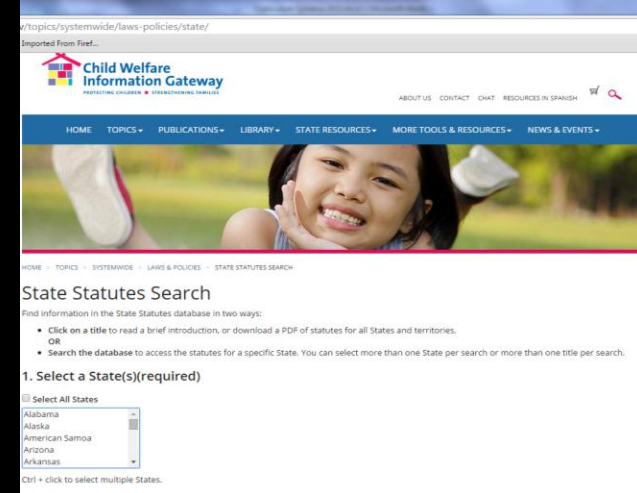 /topics/systemwide/laws-policies/state/
Imported From Firef...
Child Welfare
Information Gateway
PROTECTING CHILDREN ■ STRENGTHENING FAMILIES
ABOUT US CONTACT CHAT RESOURCES IN SPANISH
HOME TOPICS PUBLICATIONS LIBRARY STATE RESOURCES MORE TOOLS & RESOURCES NEWS & EVENTS
HOME > TOPICS > SYSTEMWIDE > LAWS & POLICIES > STATE STATUTES SEARCH
State Statutes Search
Find information in the State Statutes database in two ways:
• Click on a title to read a brief introduction, or download a PDF of statutes for all States and territories.
OR
• Search the database to access the statutes for a specific State. You can select more than one State per search or more than one title per search.
1. Select a State(s)(required)
Select All States
Alabama
Alaska
American Samoa
Arizona
Arkansas
Ctrl + click to select multiple States.